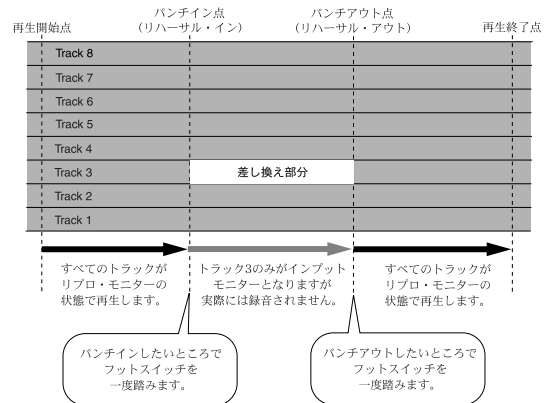 再生開始点
パンチイン点
（リハーサル・イン）
パンチアウト点
（リハーサル・アウト）
再生終了点
Track 8
Track 7
Track 6
Track 5
Track 4
Track 3
差し換え部分
Track 2
Track 1
すべてのトラックが
リプロ・モニターの
状態で再生します。
トラック3のみがインプット
モニターとなりますが
実際には録音されません。
すべてのトラックが
リプロ・モニターの
状態で再生します。
パンチインしたいところで
フットスイッチを
一度踏みます。
パンチアウトしたいところで
フットスイッチを
一度踏みます。